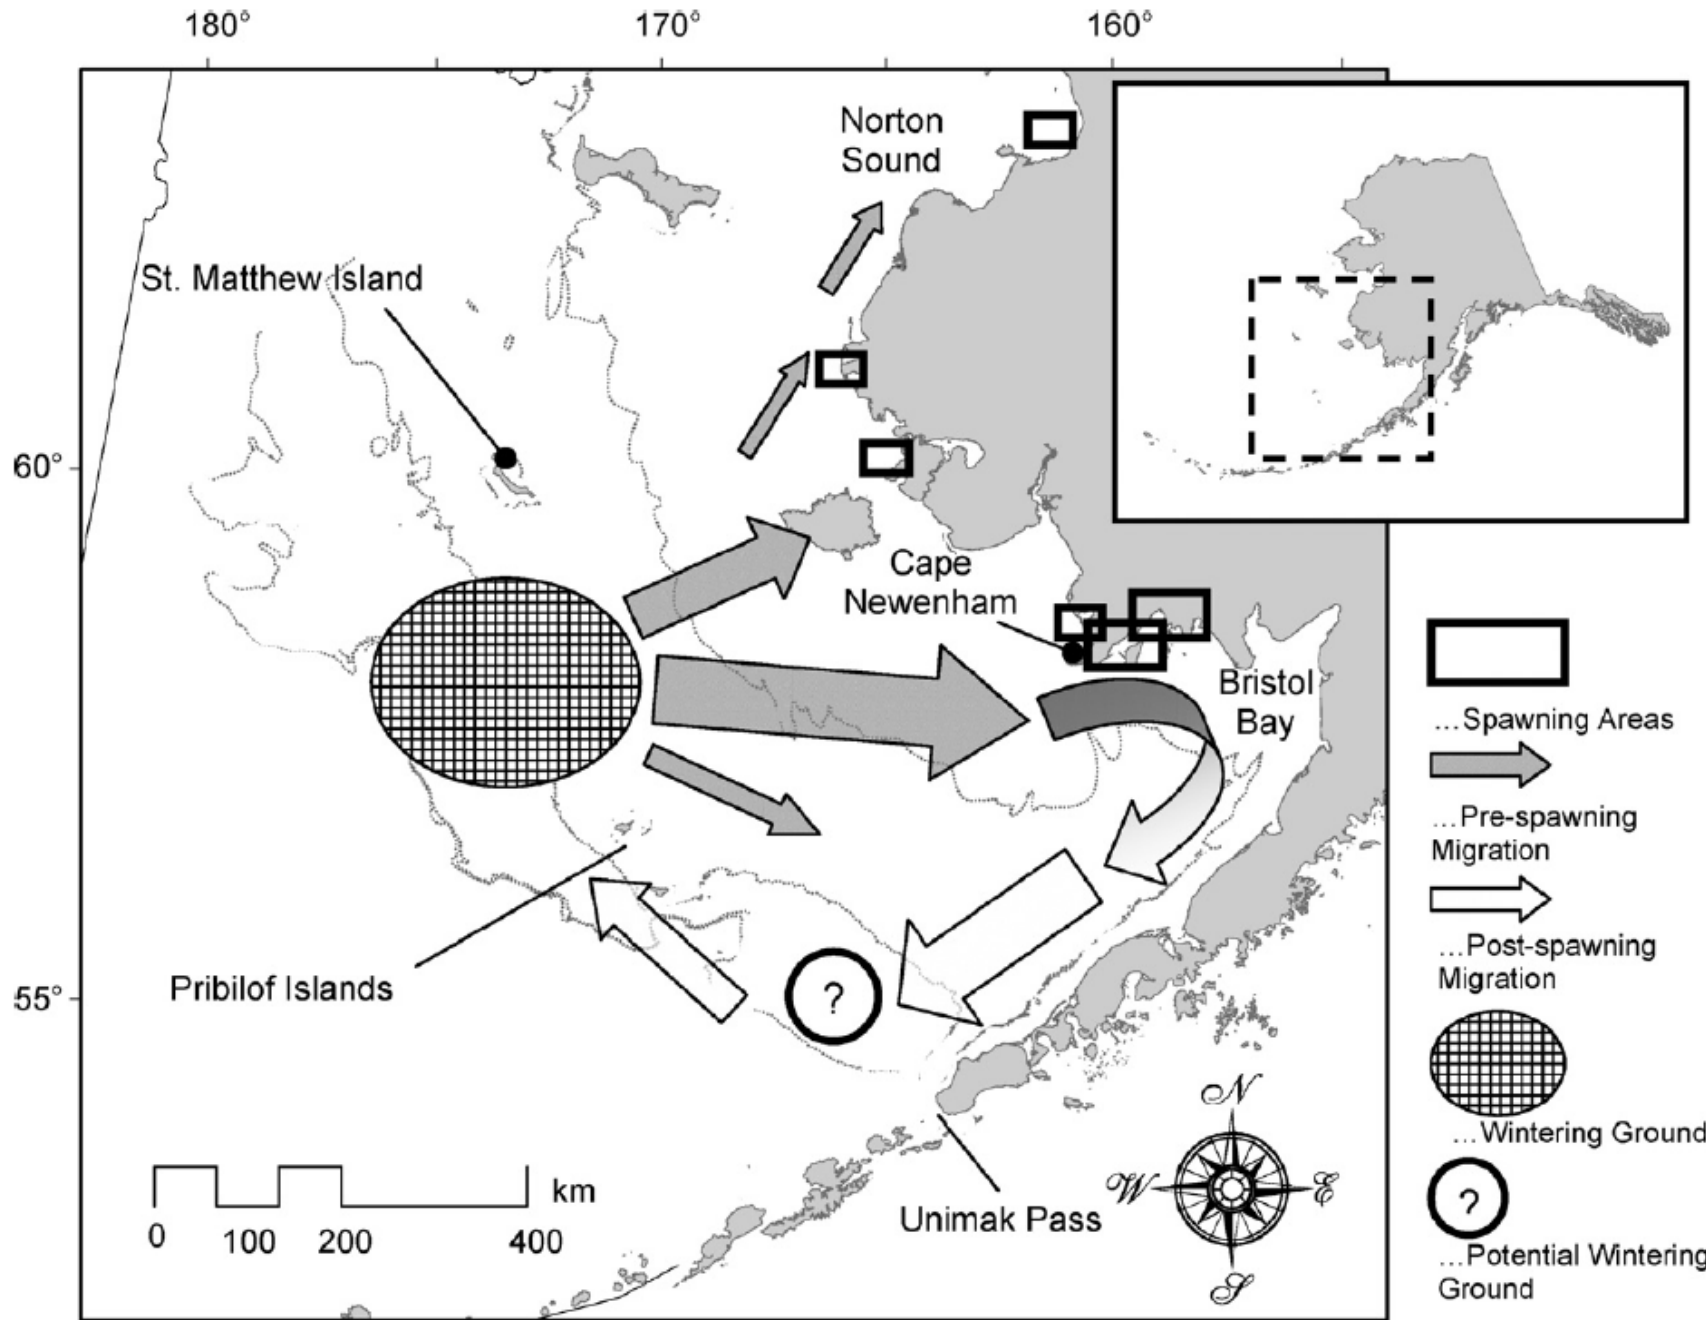 180°
170°
160°
Norton
Sound
St. Matthew Island
60°
Cape
Newenham
Bristol
Bay
Pribilof Islands
?
55°
Unimak Pass
km
0
100
200
400
N
W
E
S
...Spawning Areas
...Pre-spawning
Migration
...Post-spawning
Migration
...Wintering Ground
?
...Potential Wintering
Ground